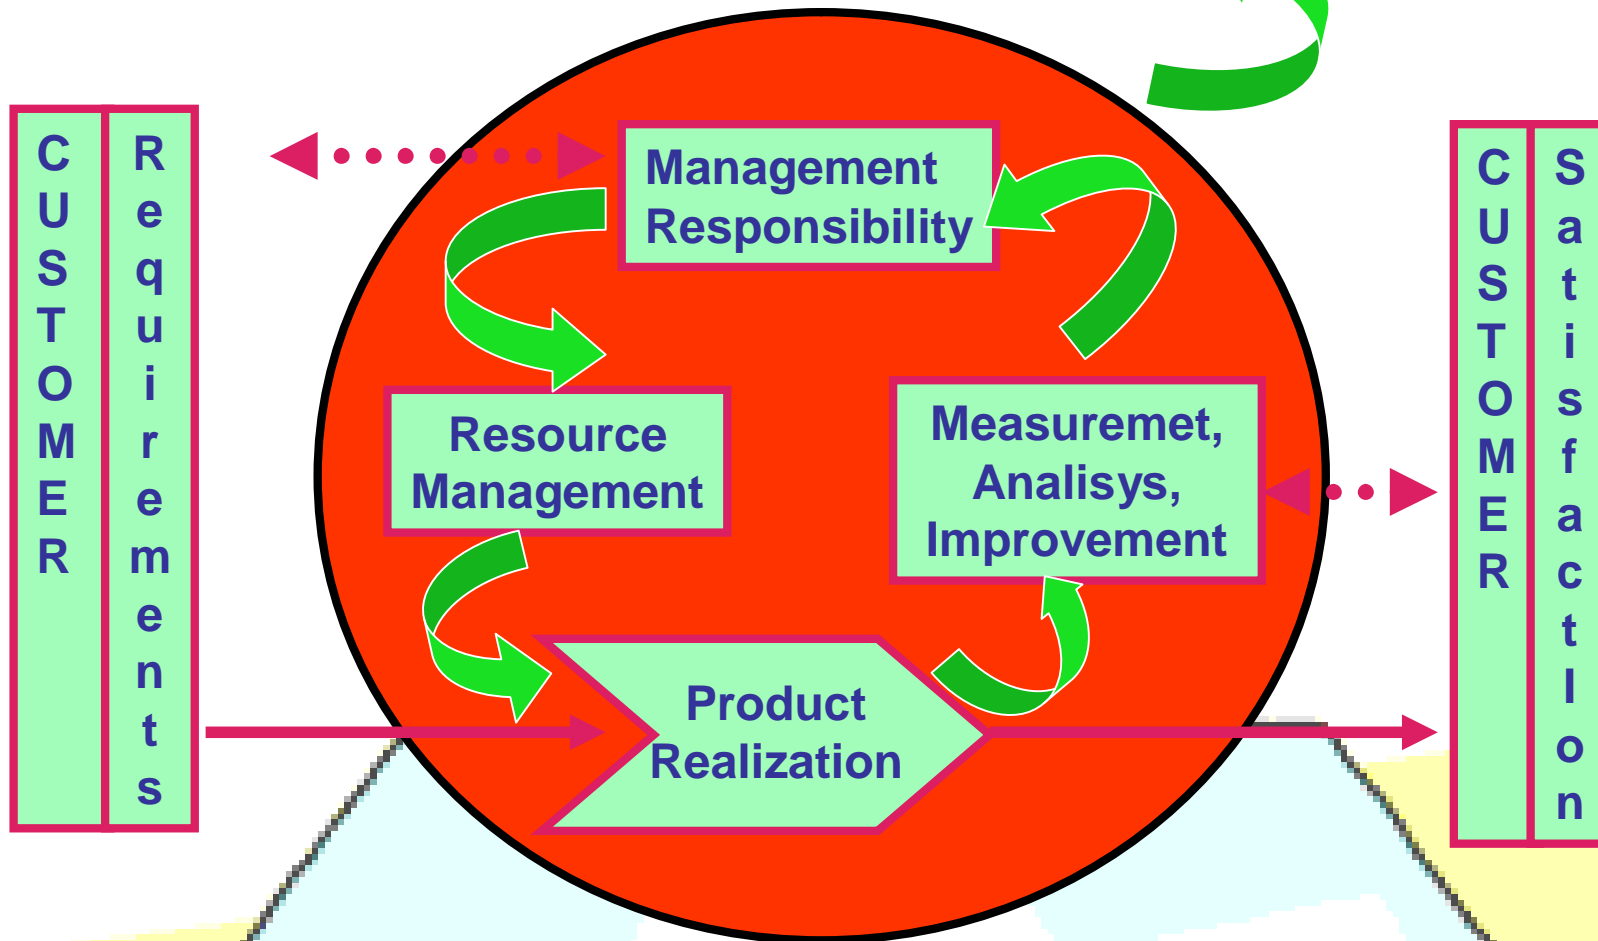 CUSTOMER
Requirements
Management
Responsibility
Resource
Management
Measuremet,
Analisys,
Improvement
Product
Realization
CUSTOMER
SatisfactIon